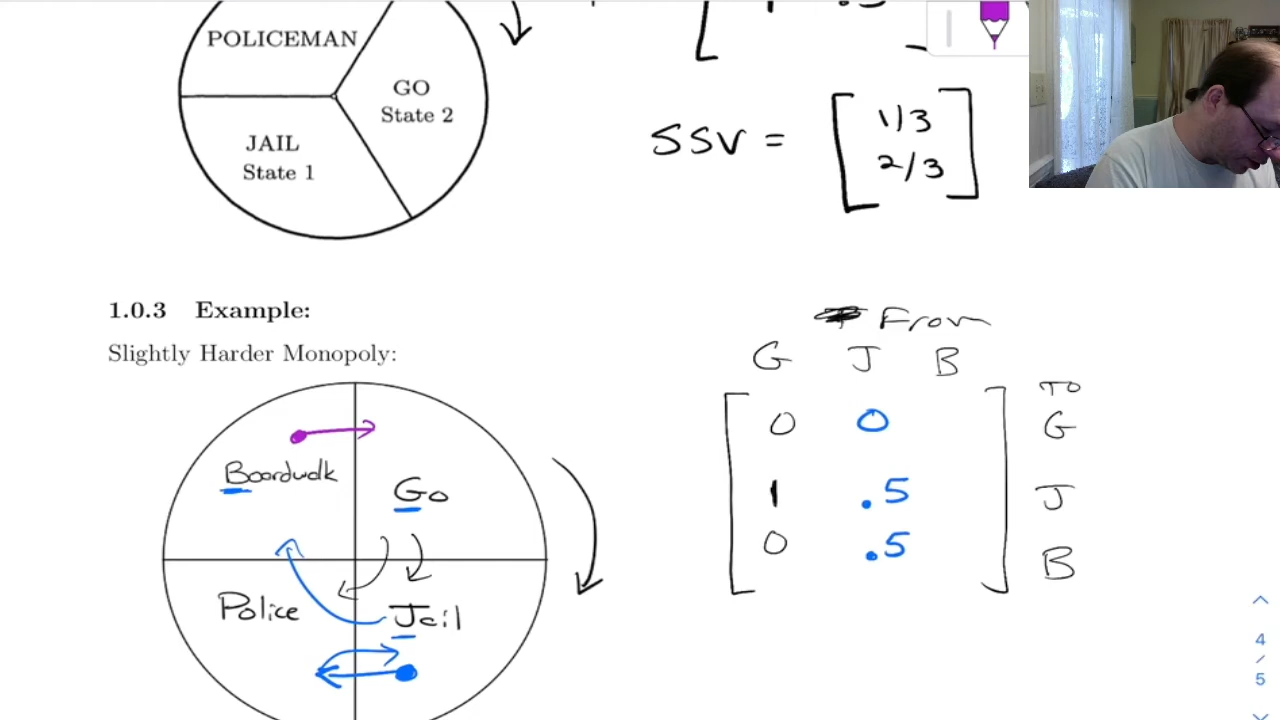 POLICEMAN
GO
State 2
JAIL
State 1
SSV = [1/3
2/3]
1.0.3 Example:
Slightly Harder Monopoly:
Boardwalk
Go
Police
Jail
From
G J B
TO
0 0 G
1 .5 J
0 .5 B
4
/
5